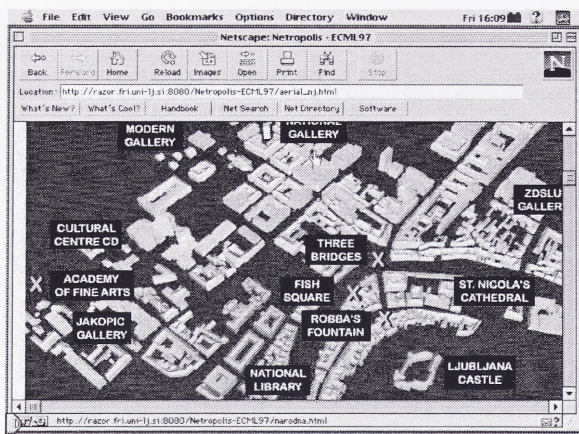 File Edit View Go Bookmarks Options Directory Window Fri 16:09
Netscape: Netropolis - ECML97
Back Forward Home Reload Images Open Print Find Stop
N
Location: http://razor.fri.uni-lj.si:8080/Netropolis-ECML97/aerial_nj.html
What's New? What's Cool? Handbook Net Search Net Directory Software
MODERN
GALLERY
NATIONAL
GALLERY
ZDSLU
GALLER
CULTURAL
CENTRE CD
THREE
BRIDGES
ACADEMY
OF FINE ARTS
FISH
SQUARE
ST. NICOLA'S
CATHEDRAL
JAKOPIC
GALLERY
ROBBA'S
FOUNTAIN
NATIONAL
LIBRARY
LJUBLJANA
CASTLE
http://razor.fri.uni-lj.si:8080/Netropolis-ECML97/narodna.html